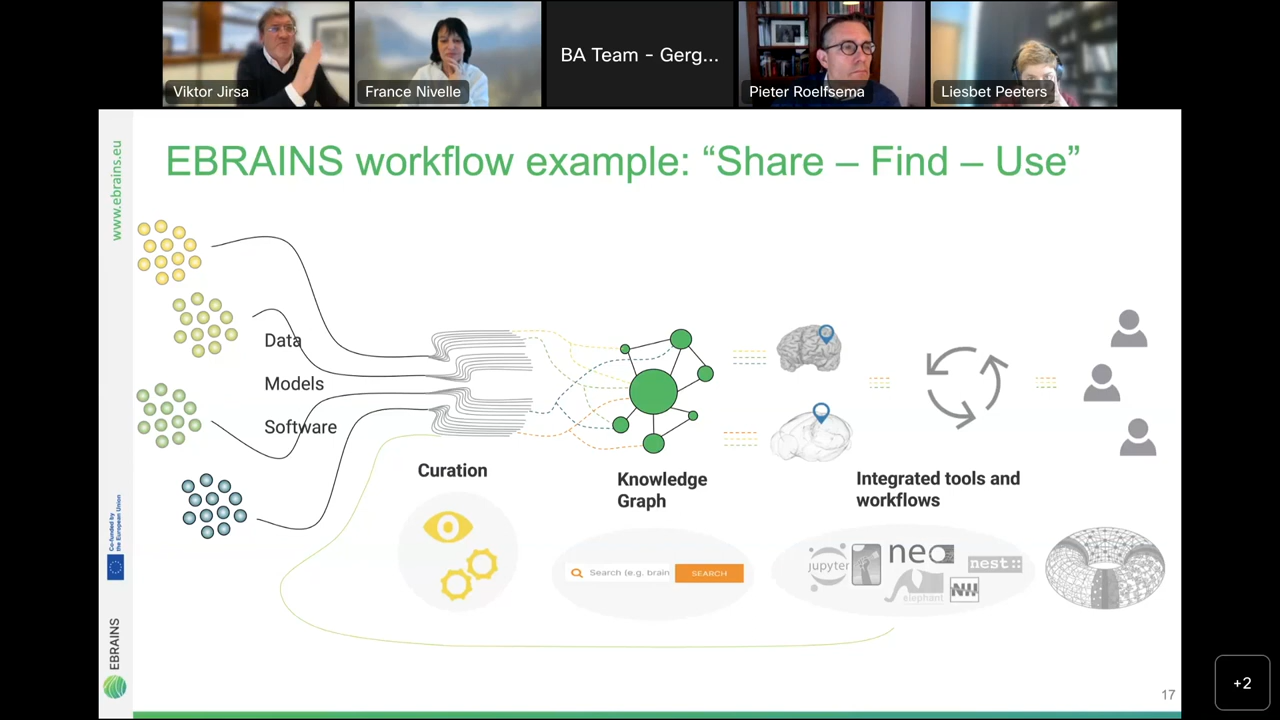 Viktor Jirsa
France Nivelle
BA Team - Gerg...
Pieter Roelfsema
Liesbet Peeters
www.ebrains.eu
EBRAINS workflow example: “Share – Find – Use”
Data
Models
Software
Curation
Knowledge
Graph
Integrated tools and
workflows
Search (e.g. brain
SEARCH
jupyter
neo
nest::
elephant
NW
Co-funded by
the European Union
EBRAINS
17
+2